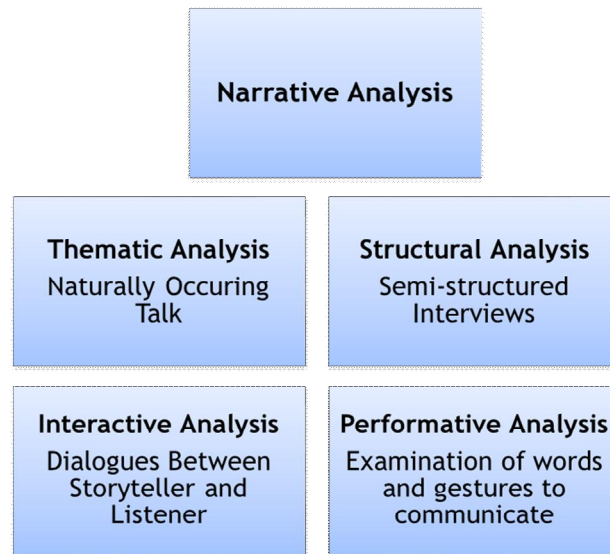 Narrative Analysis
Thematic Analysis
Naturally Occuring
Talk
Structural Analysis
Semi-structured
Interviews
Interactive Analysis
Dialogues Between
Storyteller and
Listener
Performative Analysis
Examination of words
and gestures to
communicate